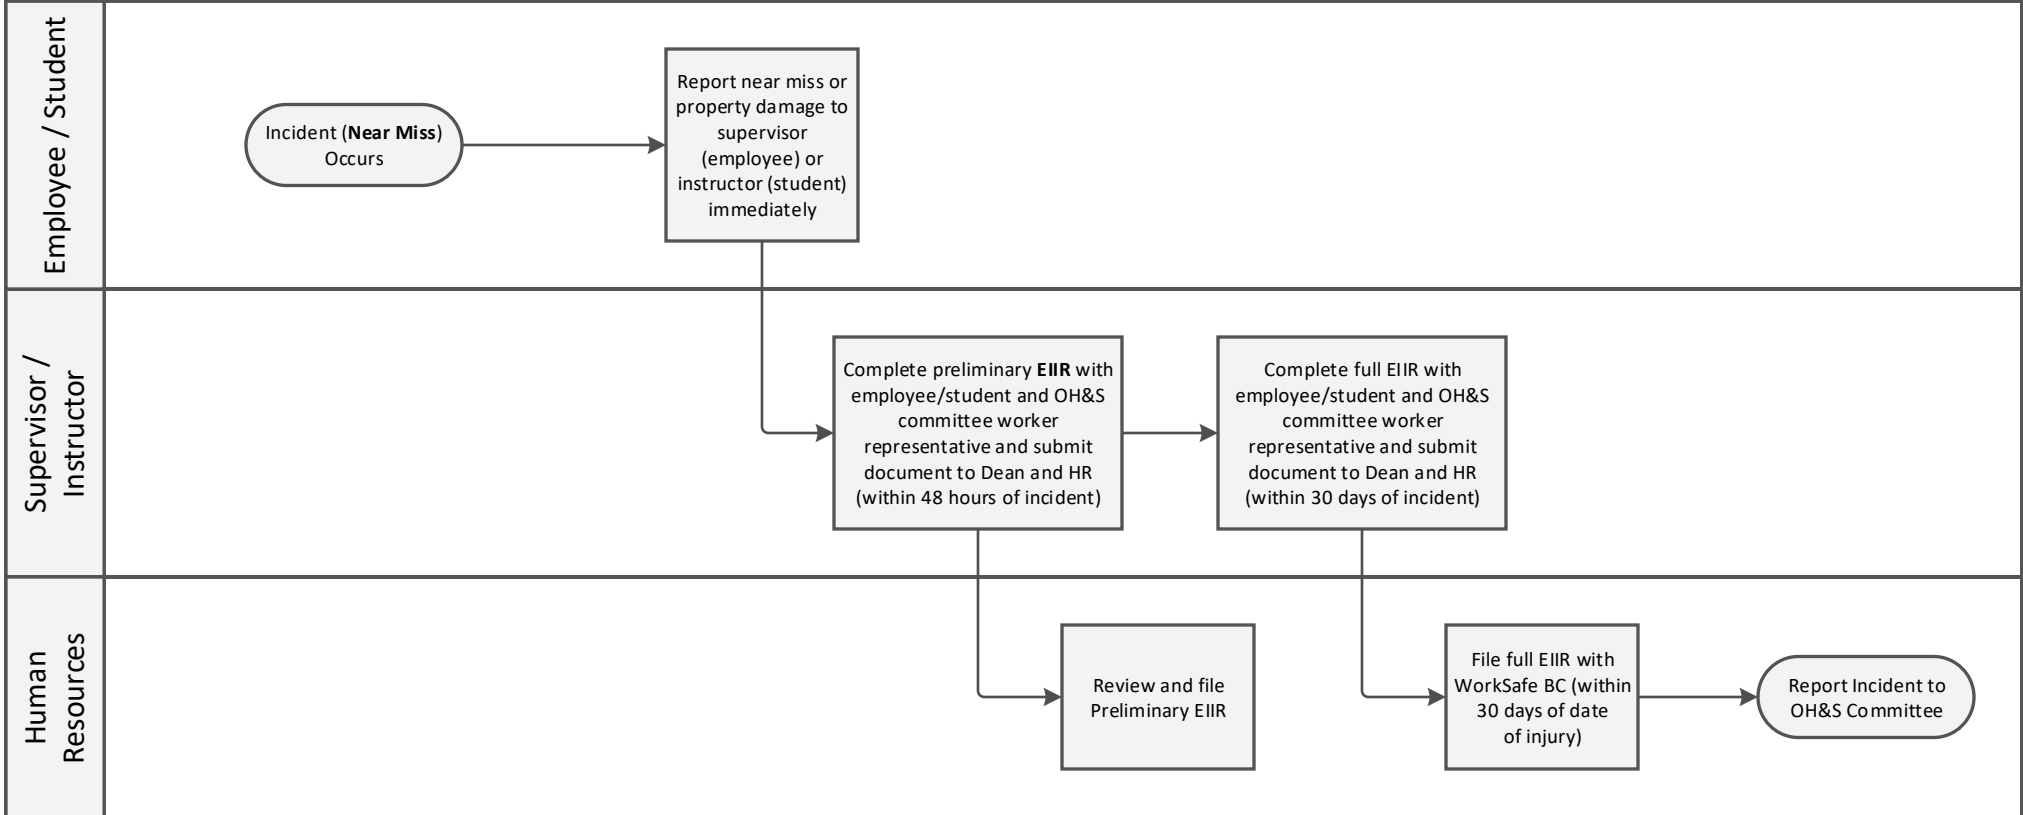 Employee / Student
Incident (Near Miss)
Occurs
Report near miss or
property damage to
supervisor
(employee) or
instructor (student)
immediately
Supervisor /
Instructor
Complete preliminary EIIR with
employee/student and OH&S
committee worker
representative and submit
document to Dean and HR
(within 48 hours of incident)
Complete full EIIR with
employee/student and OH&S
committee worker
representative and submit
document to Dean and HR
(within 30 days of incident)
Human
Resources
Review and file
Preliminary EIIR
File full EIIR with
WorkSafe BC (within
30 days of date
of injury)
Report Incident to
OH&S Committee